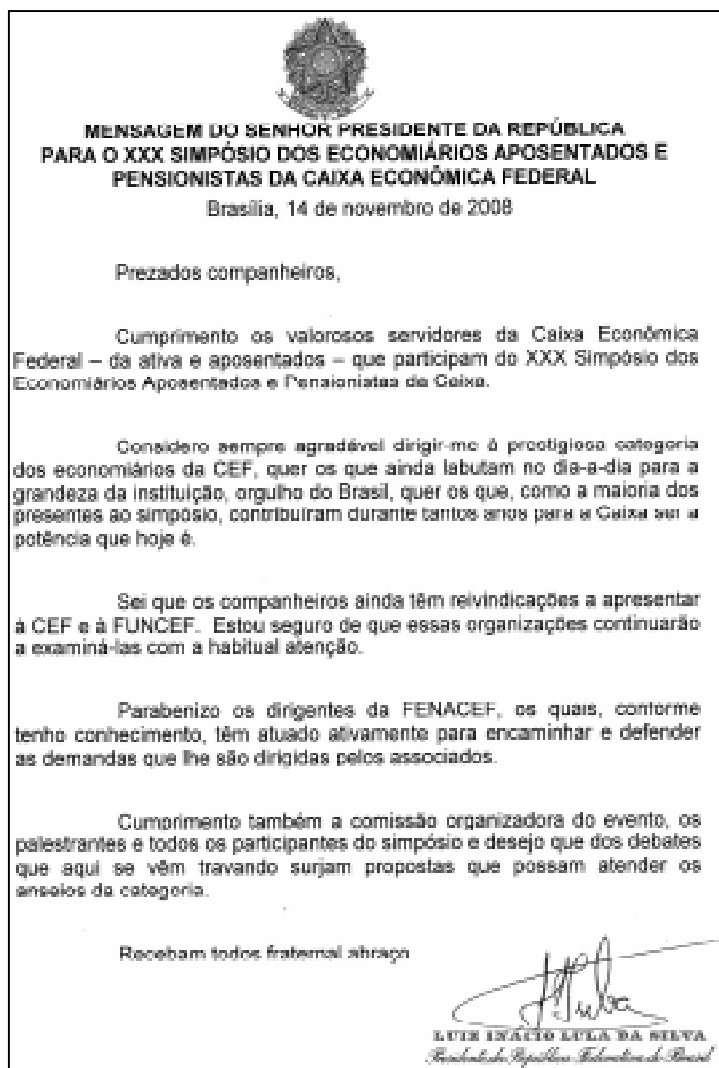 MENSAGEM DO SENHOR PRESIDENTE DA REPÚBLICA
PARA O XXX SIMPÓSIO DOS ECONOMIÁRIOS APOSENTADOS E
PENSIONISTAS DA CAIXA ECONÔMICA FEDERAL
Brasília, 14 de novembro de 2008
Prezados companheiros,
Cumprimento os valorosos servidores da Caixa Econômica
Federal – da ativa e aposentados – que participam do XXX Simpósio dos
Economiários Aposentados e Pensionistas da Caixa.
Considero sempre agradável dirigir-me à prestigiosa categoria
dos economiários da CEF, quer os que ainda labutam no dia-a-dia para a
grandeza da instituição, orgulho do Brasil, quer os que, como a maioria dos
presentes ao simpósio, contribuíram durante tantos anos para a Caixa ser a
potência que hoje é.
Sei que os companheiros ainda têm reivindicações a apresentar
à CEF e à FUNCEF. Estou seguro de que essas organizações continuarão
a examiná-las com a habitual atenção.
Parabenizo os dirigentes da FENACEF, os quais, conforme
tenho conhecimento, têm atuado ativamente para encaminhar e defender
as demandas que lhe são dirigidas pelos associados.
Cumprimento também a comissão organizadora do evento, os
palestrantes e todos os participantes do simpósio e desejo que dos debates
que aqui se vêm travando surjam propostas que possam atender os
anseios da categoria.
Recebam todos fraternal abraço
LUIZ INÁCIO LULA DA SILVA
Presidente da República Federativa do Brasil